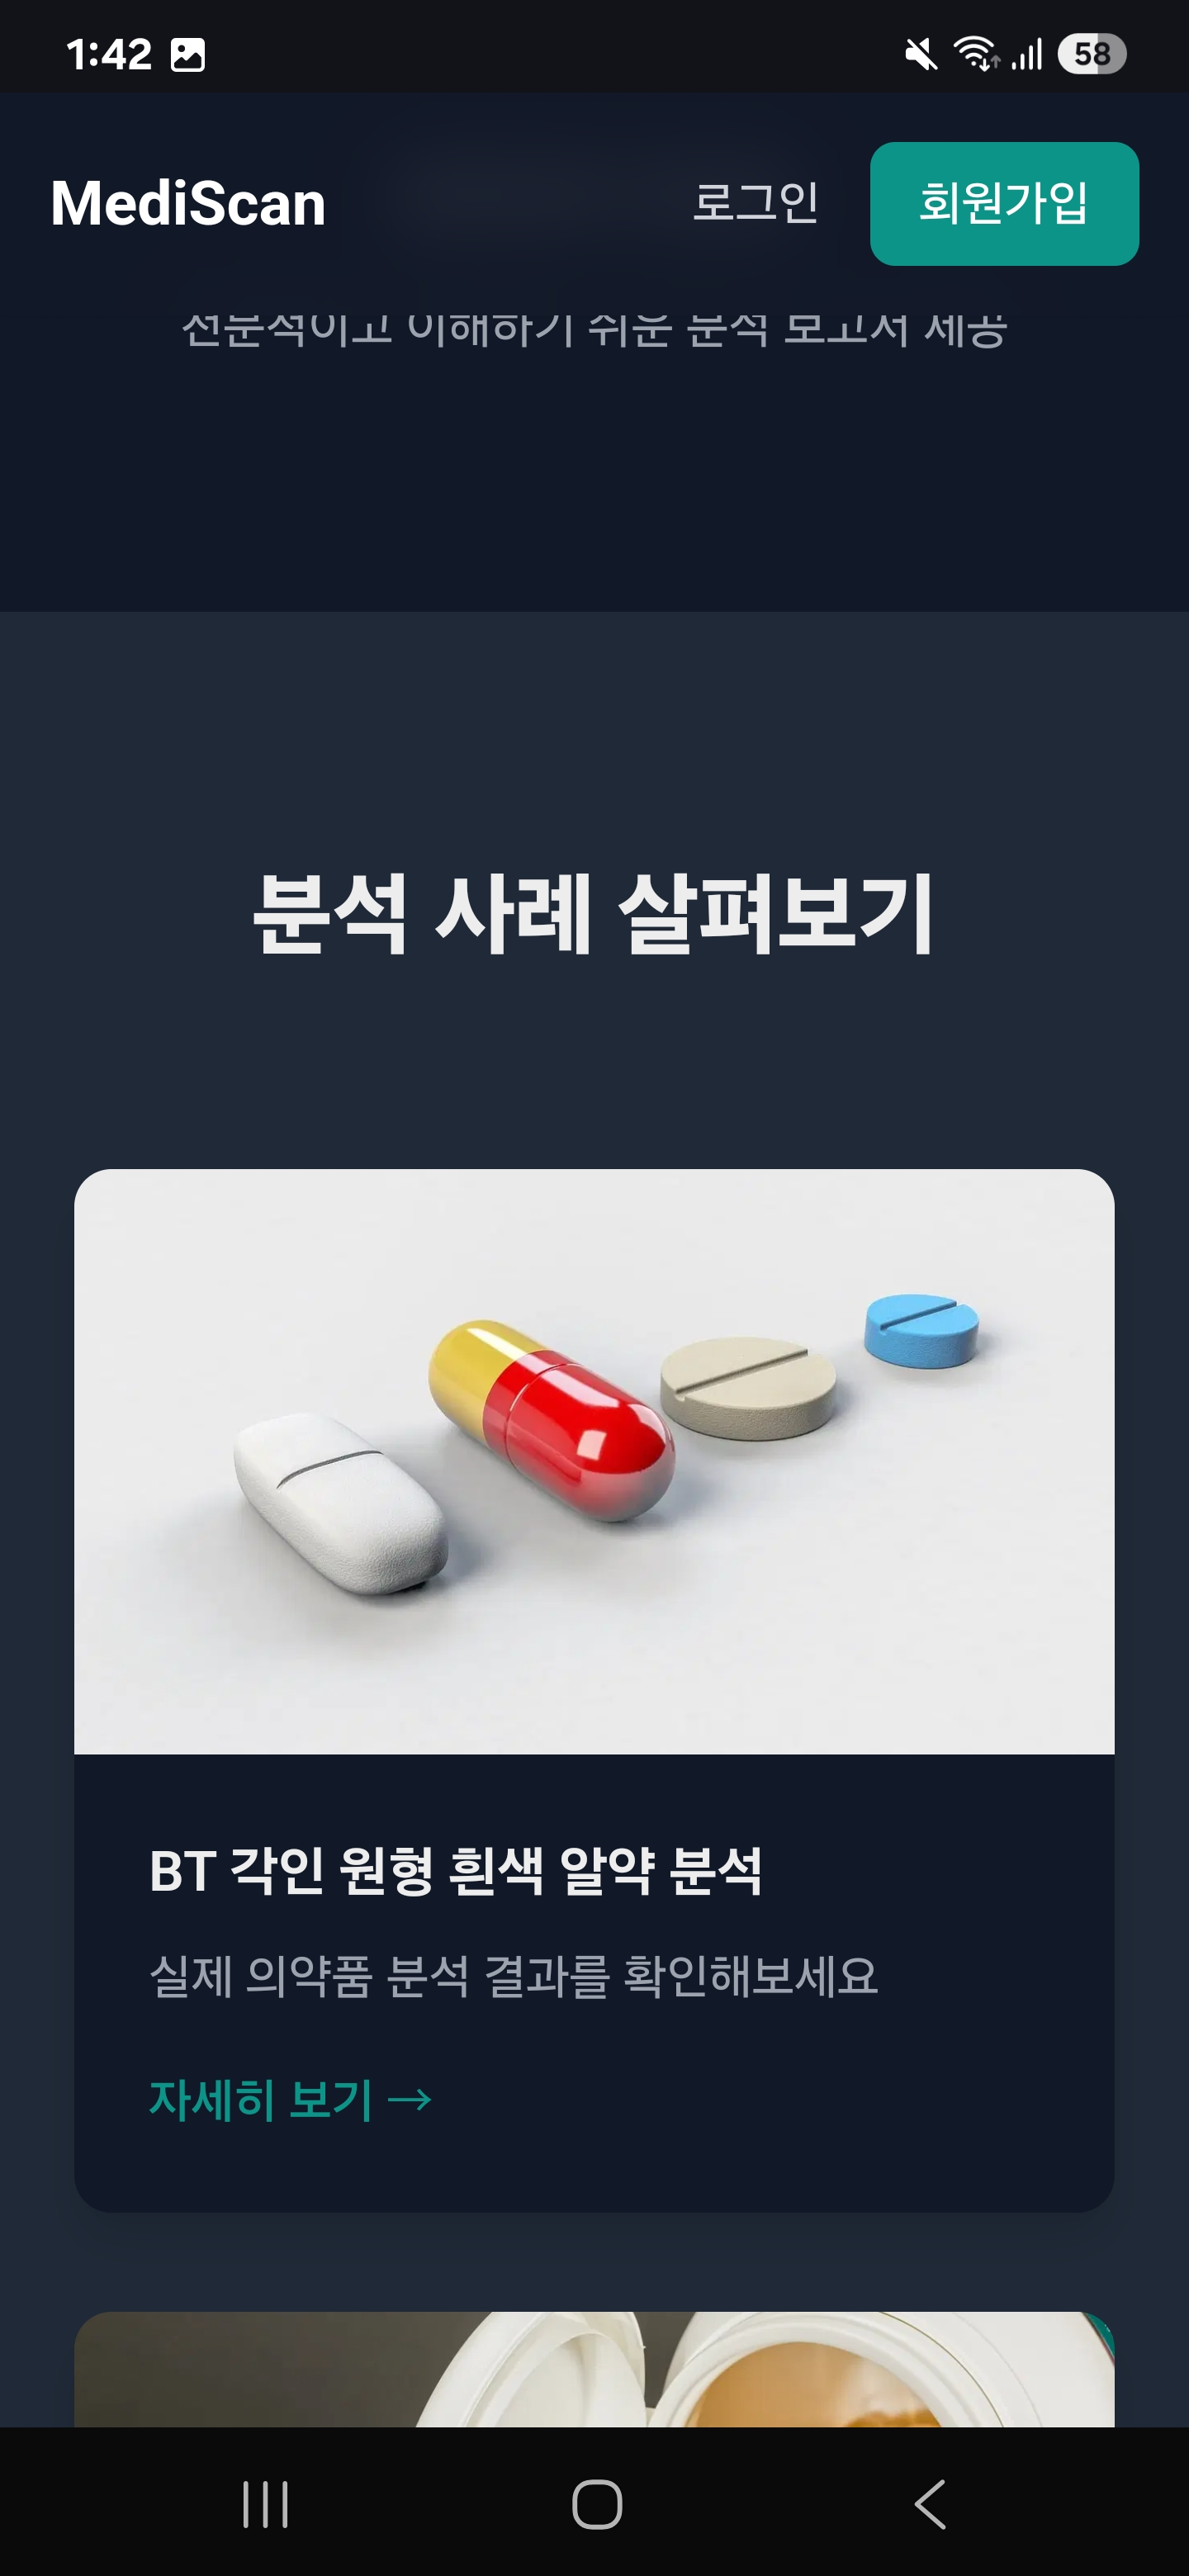 1:42
58
MediScan
로그인
회원가입
전문적이고 이해하기 쉬운 분석 보고서 제공
분석 사례 살펴보기
BT 각인 원형 흰색 알약 분석
실제 의약품 분석 결과를 확인해보세요
자세히 보기 →